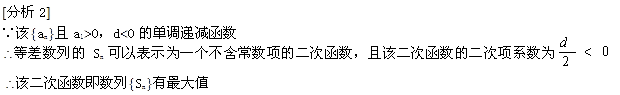 [分析 2]
∵该{aₙ}且 a₁>0，d<0 的单调递减函数
∴等差数列的 Sₙ 可以表示为一个不含常数项的二次函数，且该二次函数的二次项系数为 d/2 < 0
∴该二次函数即数列{Sₙ}有最大值